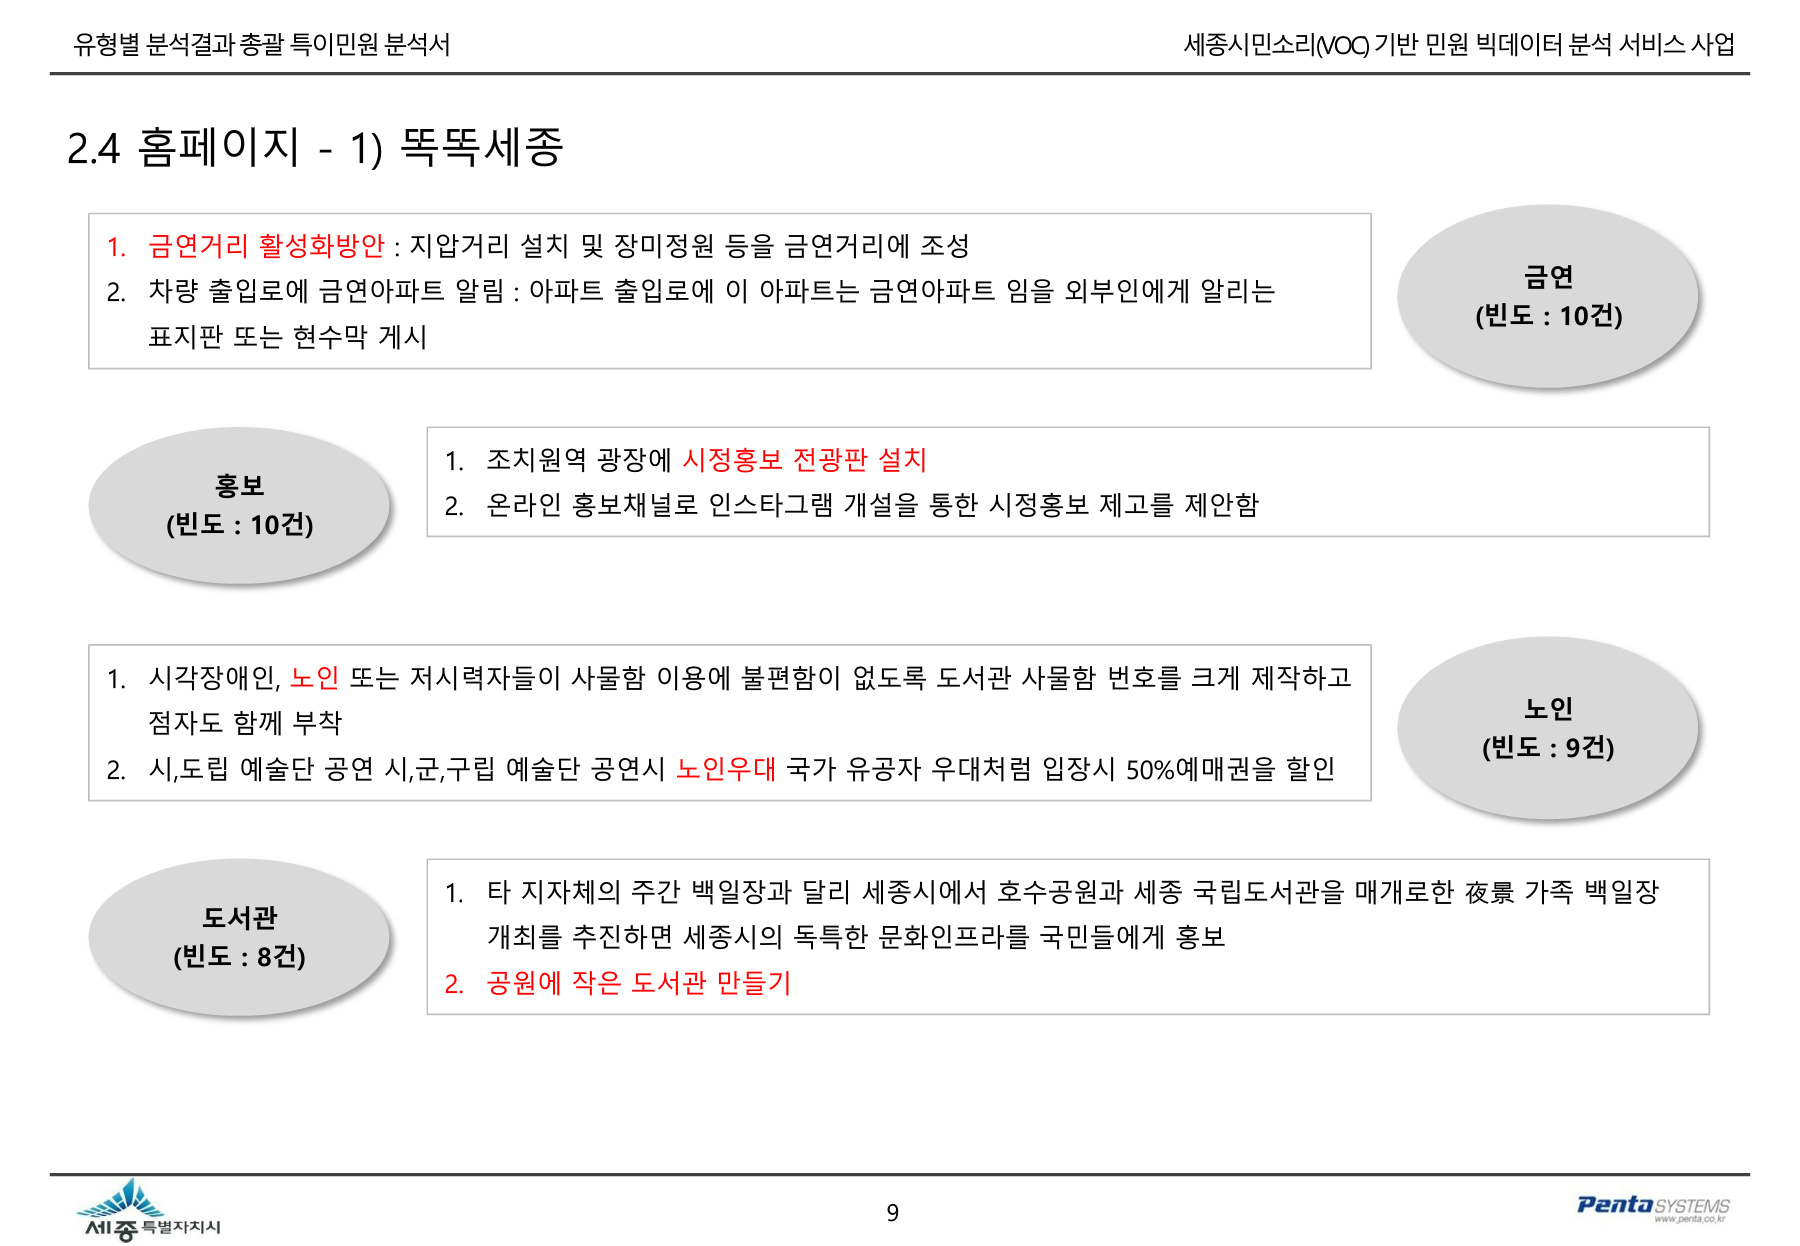 유형별 분석결과 총괄 특이민원 분석서
세종시민소리(VOC) 기반 민원 빅데이터 분석 서비스 사업
2.4 홈페이지 - 1) 똑똑세종
1. 금연거리 활성화방안 : 지압거리 설치 및 장미정원 등을 금연거리에 조성
2. 차량 출입로에 금연아파트 알림 : 아파트 출입로에 이 아파트는 금연아파트 임을 외부인에게 알리는
표지판 또는 현수막 게시
금연
(빈도 : 10건)
홍보
(빈도 : 10건)
1. 조치원역 광장에 시정홍보 전광판 설치
2. 온라인 홍보채널로 인스타그램 개설을 통한 시정홍보 제고를 제안함
1. 시각장애인, 노인 또는 저시력자들이 사물함 이용에 불편함이 없도록 도서관 사물함 번호를 크게 제작하고
점자도 함께 부착
2. 시,도립 예술단 공연 시,군,구립 예술단 공연시 노인우대 국가 유공자 우대처럼 입장시 50%예매권을 할인
노인
(빈도 : 9건)
도서관
(빈도 : 8건)
1. 타 지자체의 주간 백일장과 달리 세종시에서 호수공원과 세종 국립도서관을 매개로한 夜景 가족 백일장
개최를 추진하면 세종시의 독특한 문화인프라를 국민들에게 홍보
2. 공원에 작은 도서관 만들기
세종특별자치시
9
Penta SYSTEMS
www.penta.co.kr